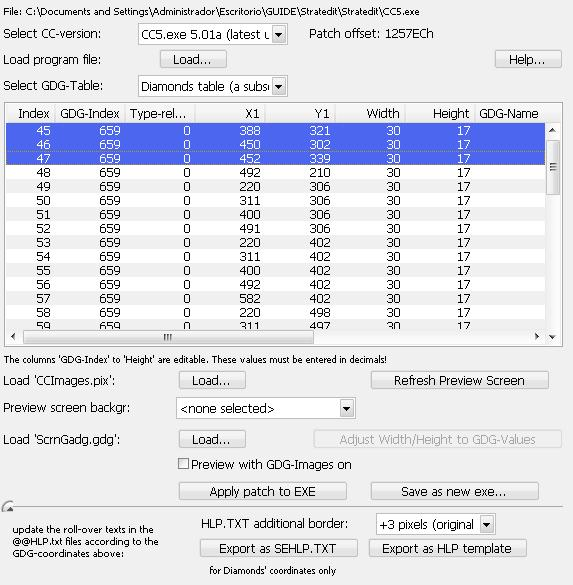 File: C:\Documents and Settings\Administrador\Escritorio\GUIDE\Stratedit\Stratedit\CC5.exe
Select CC-version: CC5.exe 5.01a (latest u Patch offset: 1257ECh
Load program file: Load... Help...
Select GDG-Table: Diamonds table (a subs
Index GDG-Index Type-rel... X1 Y1 Width Height GDG-Name
45 659 0 388 321 30 17
46 659 0 450 302 30 17
47 659 0 452 339 30 17
48 659 0 492 210 30 17
49 659 0 220 306 30 17
50 659 0 311 306 30 17
51 659 0 400 306 30 17
52 659 0 491 306 30 17
53 659 0 220 402 30 17
54 659 0 311 402 30 17
55 659 0 400 402 30 17
56 659 0 492 402 30 17
57 659 0 582 402 30 17
58 659 0 220 498 30 17
59 659 0 311 497 30 17
The columns 'GDG-Index' to 'Height' are editable. These values must be entered in decimals!
Load 'CCImages.pix': Load... Refresh Preview Screen
Preview screen backgr: <none selected>
Load 'ScrnGadg.gdg': Load... Adjust Width/Height to GDG-Values
Preview with GDG-Images on
Apply patch to EXE Save as new exe...
update the roll-over texts in the
@@HLP.txt files according to the
GDG-coordinates above:
HLP.TXT additional border: +3 pixels (original
Export as SEHLP.TXT Export as HLP template
for Diamonds' coordinates only